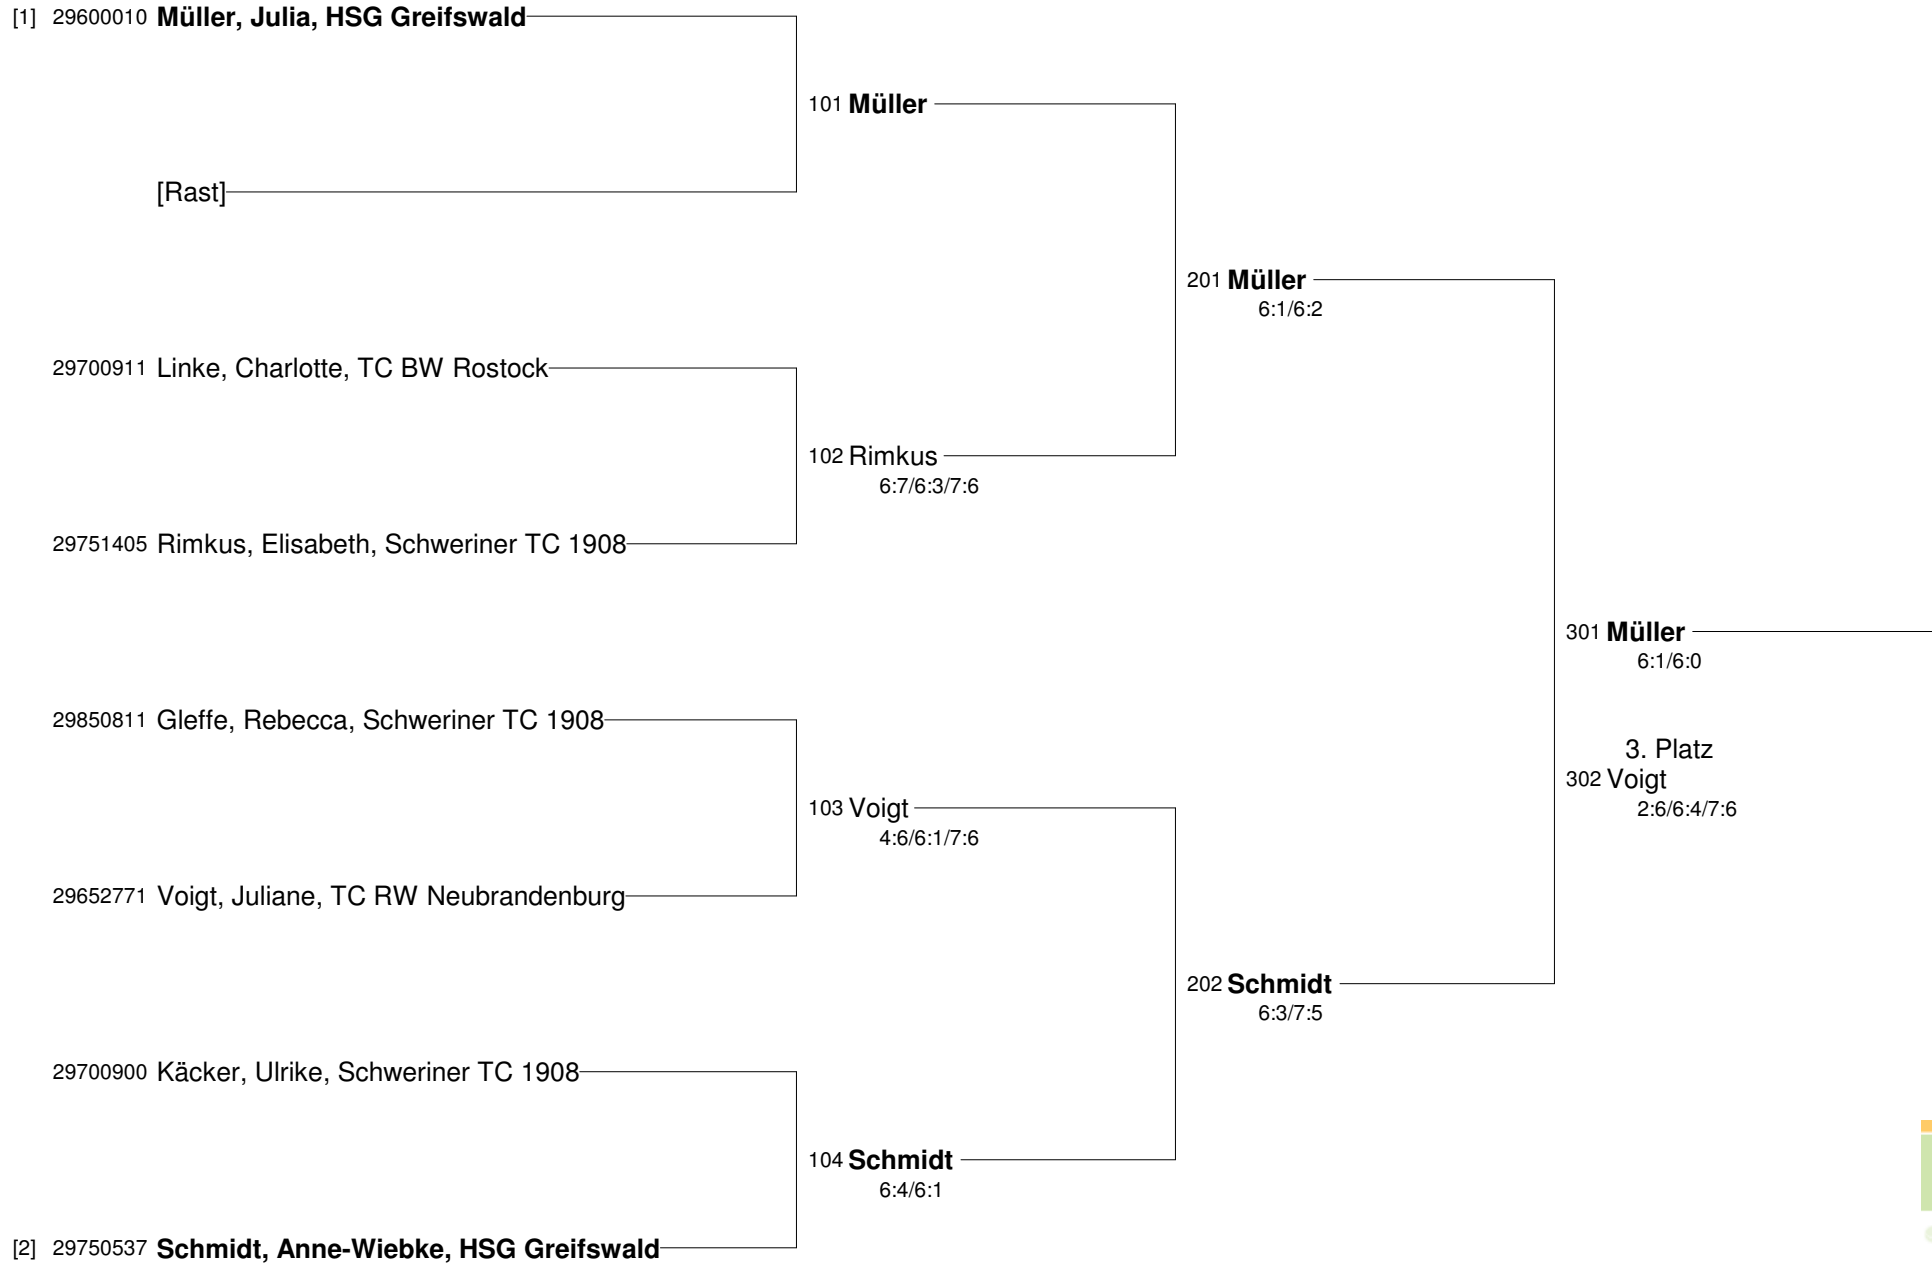 [1] 29600010 Müller, Julia, HSG Greifswald
101 Müller
[Rast]
201 Müller
6:1/6:2
29700911 Linke, Charlotte, TC BW Rostock
102 Rimkus
6:7/6:3/7:6
29751405 Rimkus, Elisabeth, Schweriner TC 1908
301 Müller
6:1/6:0
29850811 Gleffe, Rebecca, Schweriner TC 1908
3. Platz
302 Voigt
2:6/6:4/7:6
103 Voigt
4:6/6:1/7:6
29652771 Voigt, Juliane, TC RW Neubrandenburg
202 Schmidt
6:3/7:5
29700900 Käcker, Ulrike, Schweriner TC 1908
104 Schmidt
6:4/6:1
[2] 29750537 Schmidt, Anne-Wiebke, HSG Greifswald